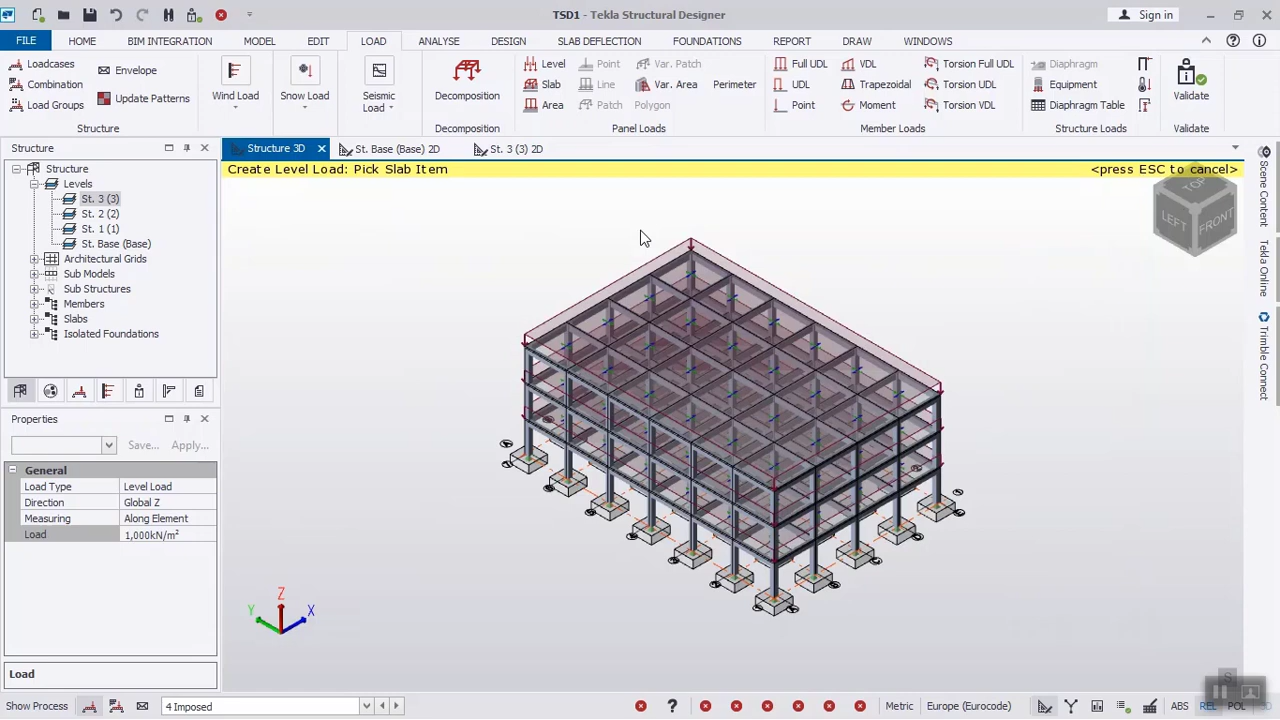 TSD1 - Tekla Structural Designer
Sign in
FILE HOME BIM INTEGRATION MODEL EDIT LOAD ANALYSE DESIGN SLAB DEFLECTION FOUNDATIONS REPORT DRAW WINDOWS
Loadcases
Combination
Load Groups
Envelope
Update Patterns
Structure
Wind Load
Snow Load
Seismic
Load
Decomposition
Decomposition
Level Point Var. Patch
Slab Line Var. Area Perimeter
Area Patch Polygon
Panel Loads
Full UDL VDL Torsion Full UDL
UDL Trapezoidal Torsion UDL
Point Moment Torsion VDL
Member Loads
Diaphragm
Equipment
Diaphragm Table
Structure Loads
Validate
Validate
Structure
Structure
Levels
St. 3 (3)
St. 2 (2)
St. 1 (1)
St. Base (Base)
Architectural Grids
Sub Models
Sub Structures
Members
Slabs
Isolated Foundations
Structure 3D St. Base (Base) 2D St. 3 (3) 2D
Create Level Load: Pick Slab Item <press ESC to cancel>
TOP
LEFT FRONT
Scene Content
Tekla Online
Trimble Connect
Properties
Save... Apply...
General
Load Type Level Load
Direction Global Z
Measuring Along Element
Load 1,000kN/m²
Load
Z
Y X
Show Process 4 Imposed Metric Europe (Eurocode) ABS REL POL